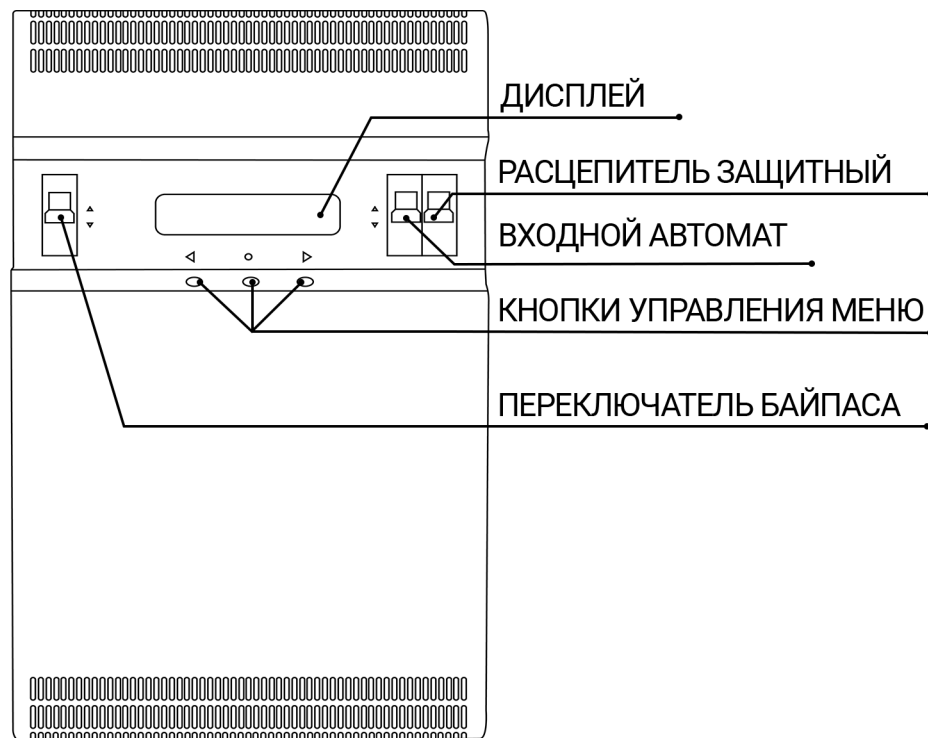 ДИСПЛЕЙ
РАСЦЕПИТЕЛЬ ЗАЩИТНЫЙ
ВХОДНОЙ АВТОМАТ
КНОПКИ УПРАВЛЕНИЯ МЕНЮ
ПЕРЕКЛЮЧАТЕЛЬ БАЙПАСА